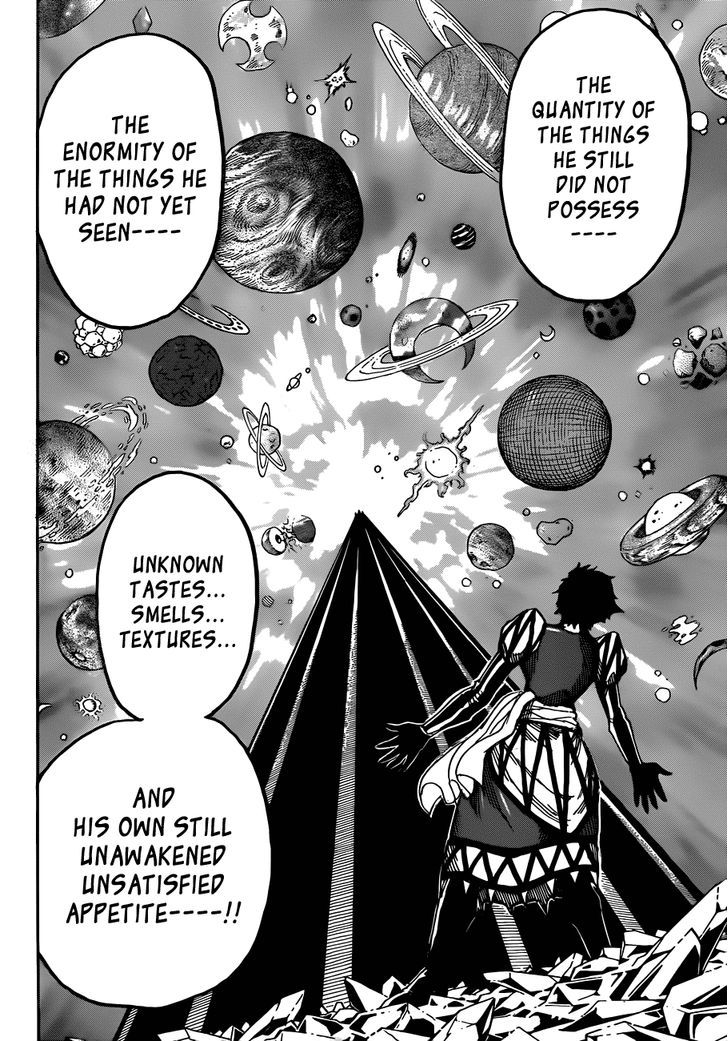 THE
QUANTITY OF
THE THINGS
HE STILL
DID NOT
POSSESS
----
THE
ENORMITY OF
THE THINGS HE
HAD NOT YET
SEEN----
UNKNOWN
TASTES...
SMELLS...
TEXTURES...
AND
HIS OWN STILL
UNAWAKENED
UNSATISFIED
APPETITE----!!